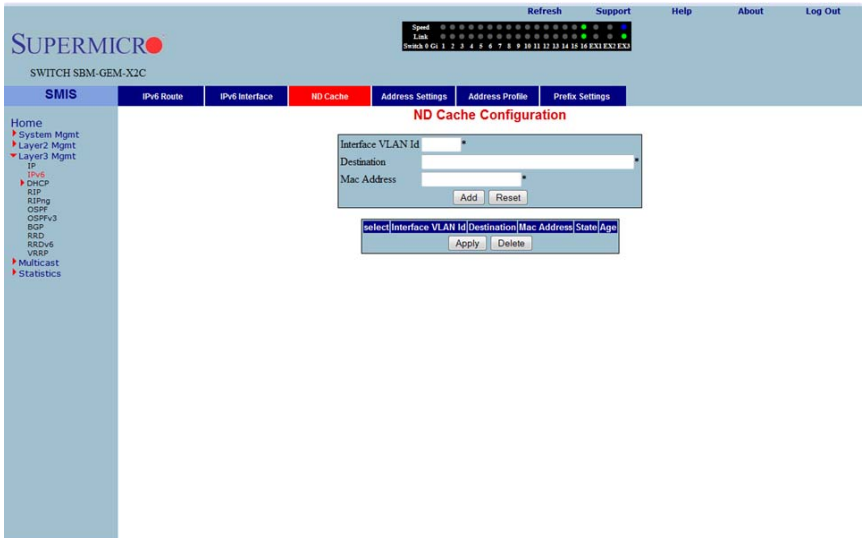 Refresh Support Help About Log Out
SUPERMICRO
Speed
Link
Switch 0 Gi 1 2 3 4 5 6 7 8 9 10 11 12 13 14 15 16 EX1 EX2 EX3
SWITCH SBM-GEM-X2C
SMIS
IPv6 Route IPv6 Interface ND Cache Address Settings Address Profile Prefix Settings
Home
System Mgmt
Layer2 Mgmt
Layer3 Mgmt
IP
IPv6
DHCP
RIP
RIPng
OSPF
OSPFv3
BGP
RRD
RRDv6
VRRP
Multicast
Statistics
ND Cache Configuration
Interface VLAN Id *
Destination *
Mac Address *
Add Reset
select Interface VLAN Id Destination Mac Address State Age
Apply Delete